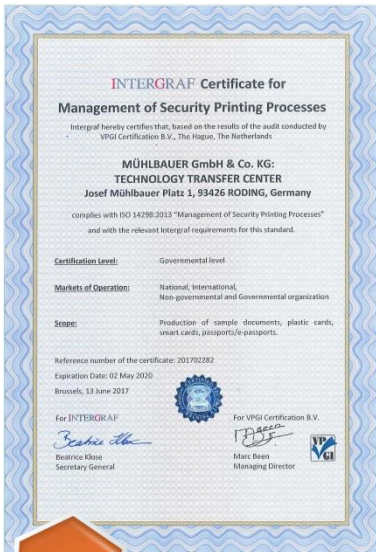 INTERGRAF Certificate for
Management of Security Printing Processes
Intergraf hereby certifies that, based on the results of the audit conducted by
VPGI Certification B.V., The Hague, The Netherlands
MÜHLBAUER GmbH & Co. KG:
TECHNOLOGY TRANSFER CENTER
Josef Mühlbauer Platz 1, 93426 RODING, Germany
complies with ISO 14298:2013 "Management of Security Printing Processes"
and with the relevant Intergraf requirements for this standard.
Certification Level: Governmental level
Markets of Operation: National, International,
Non-governmental and Governmental organization
Scope: Production of sample documents, plastic cards,
smart cards, passports/e-passports.
Reference number of the certificate: 201702282
Expiration Date: 02 May 2020
Brussels, 13 June 2017
For INTERGRAF For VPGI Certification B.V.
Beatrice Klose Marc Been
Secretary General Managing Director
VP
GI